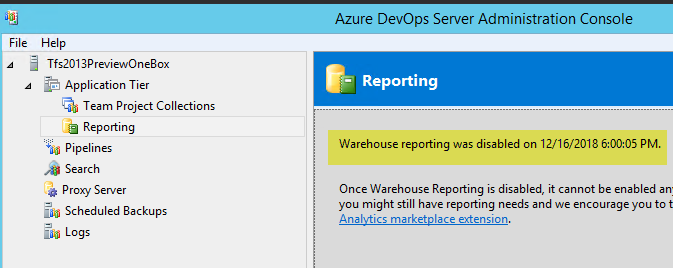 Azure DevOps Server Administration Console
File Help
Tfs2013PreviewOneBox
Application Tier
Team Project Collections
Reporting
Pipelines
Search
Proxy Server
Scheduled Backups
Logs
Reporting
Warehouse reporting was disabled on 12/16/2018 6:00:05 PM.
Once Warehouse Reporting is disabled, it cannot be enabled an
you might still have reporting needs and we encourage you to t
Analytics marketplace extension.